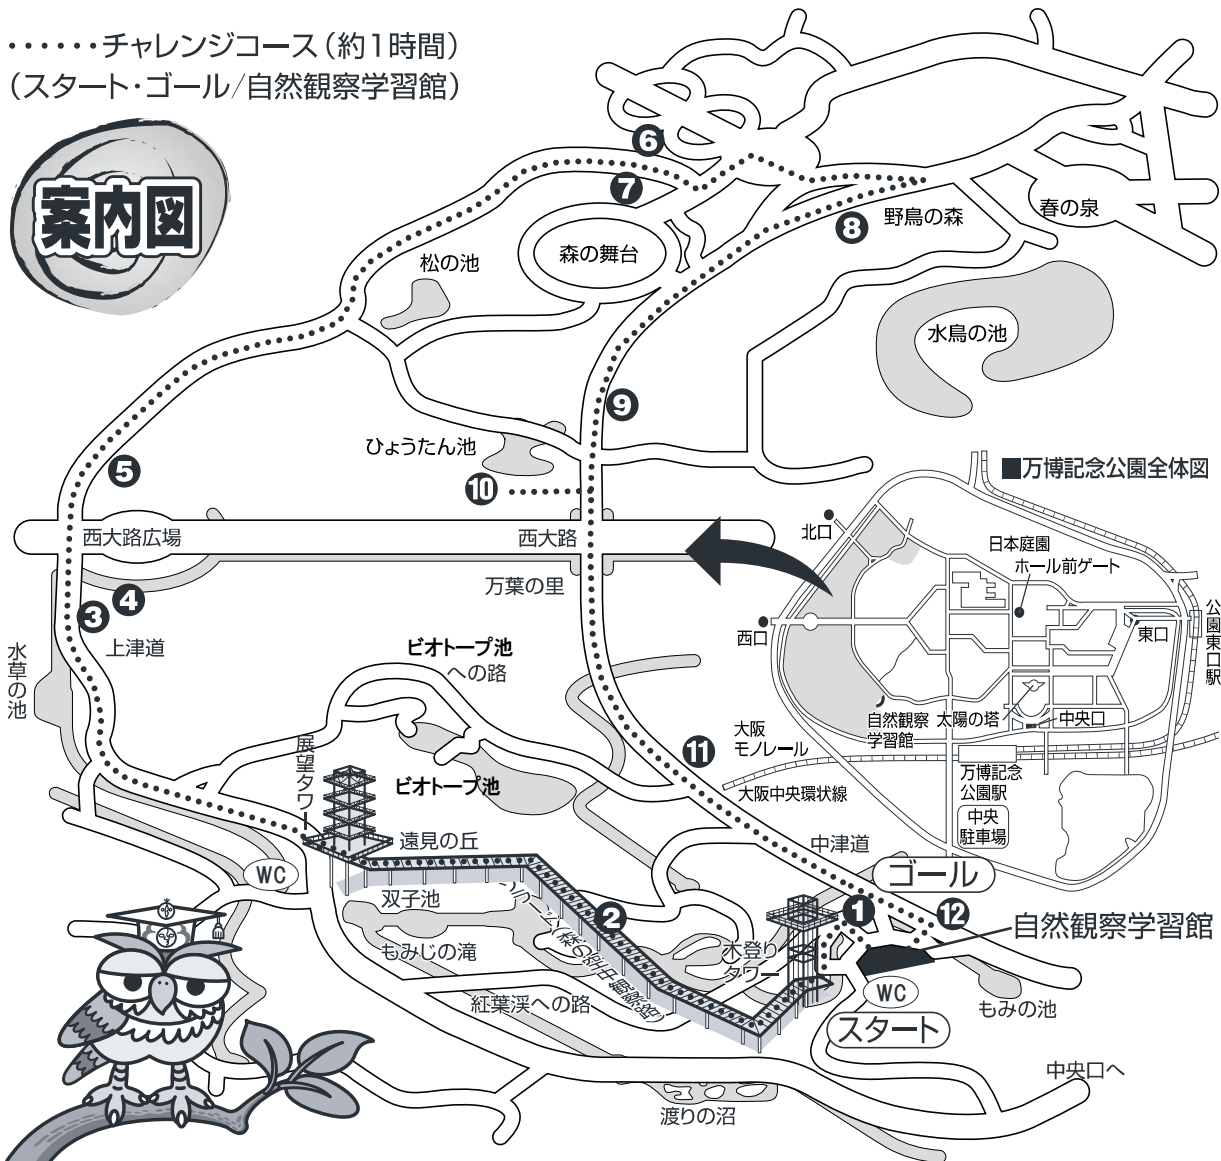 ……チャレンジコース（約1時間）
（スタート・ゴール/自然観察学習館）
案内図
6
7
8
野鳥の森
春の泉
森の舞台
松の池
水鳥の池
9
ひょうたん池
5
10
■万博記念公園全体図
西大路広場
西大路
万葉の里
北口
日本庭園
ホール前ゲート
西口
東口
公園東口駅
自然観察
学習館
太陽の塔
中央口
大阪
モノレール
大阪中央環状線
万博記念
公園駅
中央
駐車場
3
4
上津道
水草の池
ビオトープ池
への路
展望タワー
ビオトープ池
11
中津道
遠見の丘
WC
双子池
2
ソラード(森の空中観察路)
もみじの滝
木登り
タワー
紅葉渓への路
ゴール
1
12
自然観察学習館
WC
スタート
もみの池
中央口へ
渡りの沼